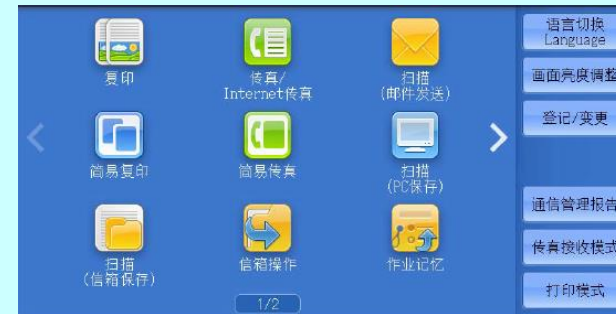 复印
传真/
Internet传真
扫描
(邮件发送)
简易复印
简易传真
扫描
(PC保存)
扫描
(信箱保存)
信箱操作
作业记忆
1/2
语言切换
Language
画面亮度调整
登记/变更
通信管理报告
传真接收模式
打印模式